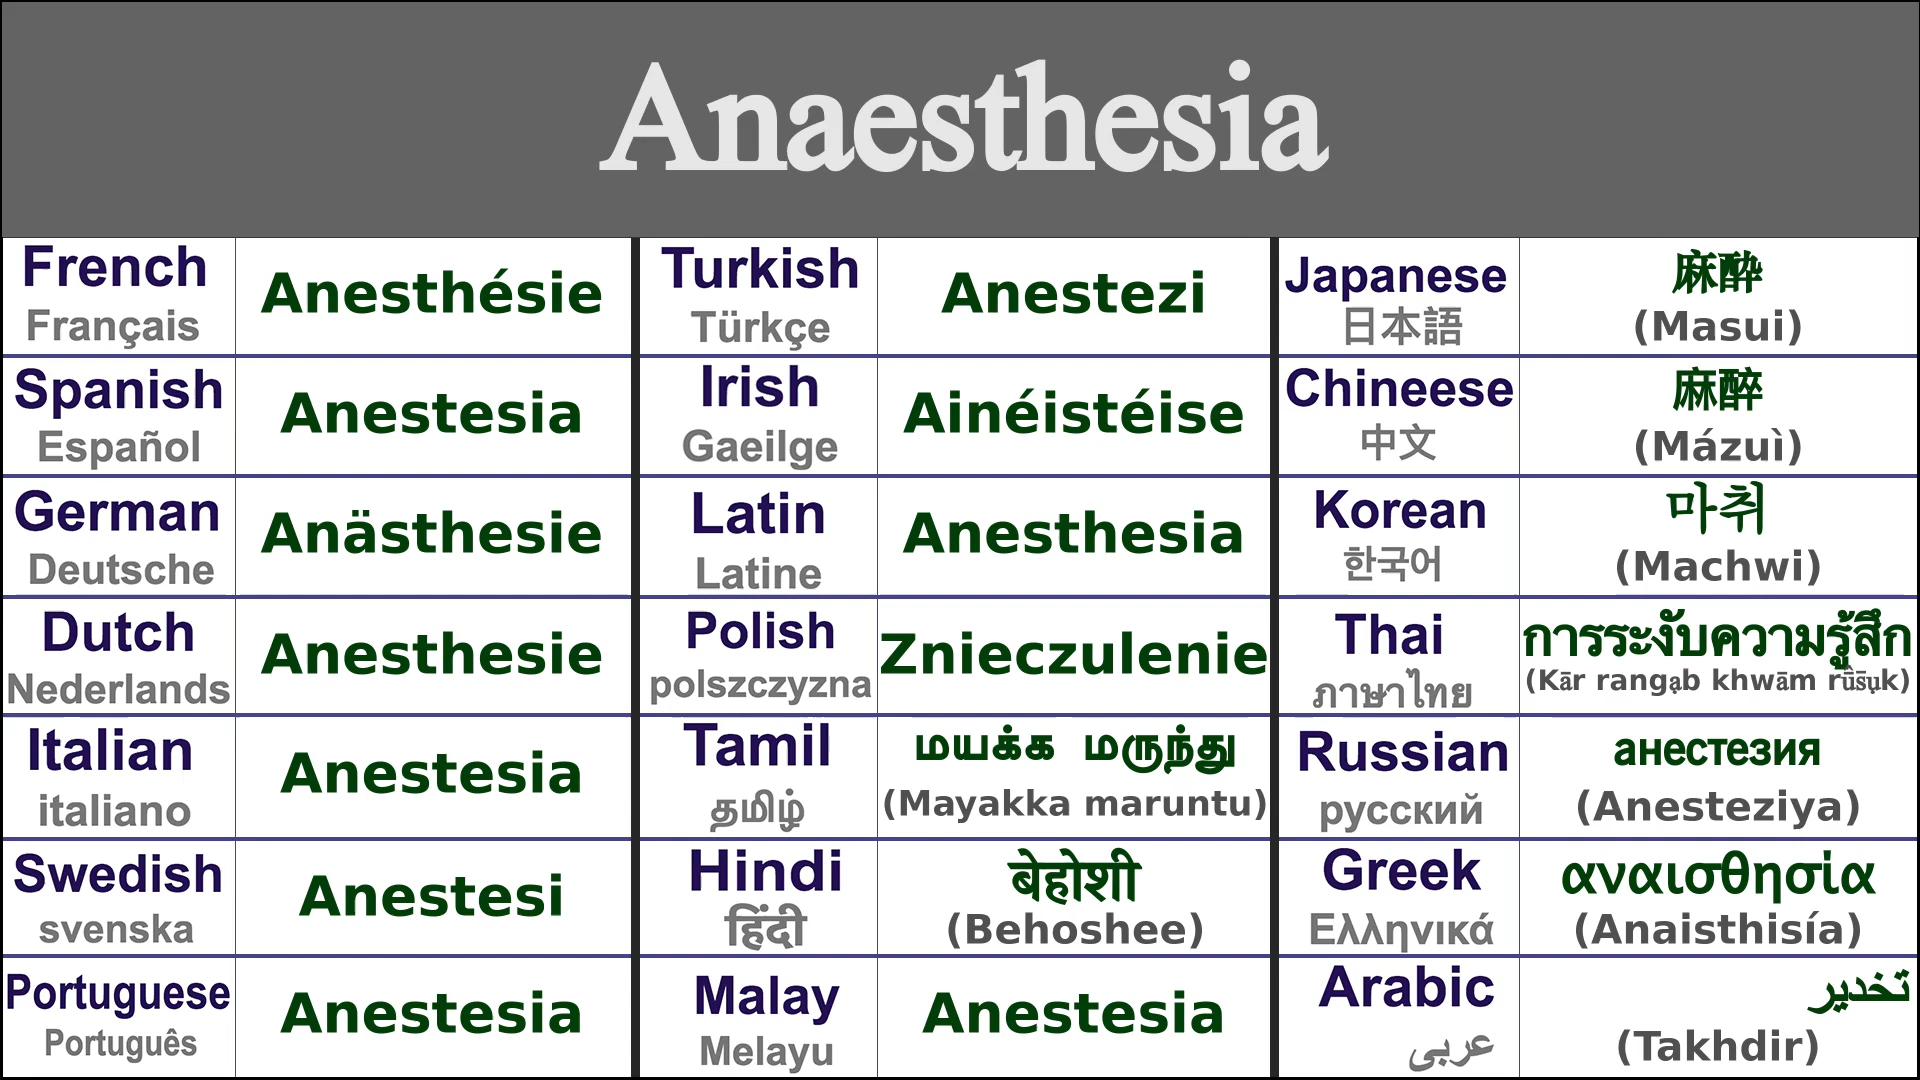 Anaesthesia
French
Français
Anesthésie
Turkish
Türkçe
Anestezi
Japanese
日本語
麻酔
(Masui)
Spanish
Español
Anestesia
Irish
Gaeilge
Ainéistéise
Chineese
中文
麻醉
(Mázuì)
German
Deutsche
Anästhesie
Latin
Latine
Anesthesia
Korean
한국어
마취
(Machwi)
Dutch
Nederlands
Anesthesie
Polish
polszczyzna
Znieczulenie
Thai
ภาษาไทย
การระงับความรู้สึก
(Kār rangạb khwām rū̂s̄ụk)
Italian
italiano
Anestesia
Tamil
தமிழ்
மயக்க மருந்து
(Mayakka maruntu)
Russian
русский
анестезия
(Anesteziya)
Swedish
svenska
Anestesi
Hindi
हिंदी
बेहोशी
(Behoshee)
Greek
Ελληνικά
αναισθησία
(Anaisthisía)
Portuguese
Português
Anestesia
Malay
Melayu
Anestesia
Arabic
عربى
تخدير
(Takhdir)